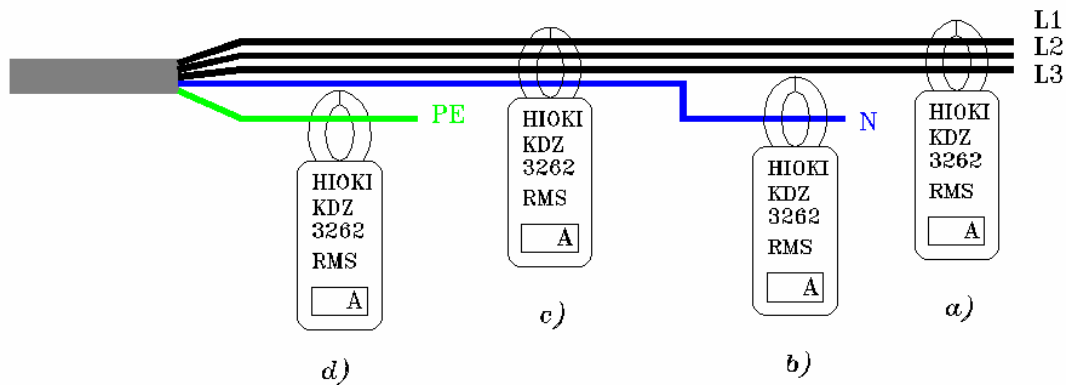 L1
L2
L3
PE
N
HIOKI
KDZ
3262
RMS
A
d)
HIOKI
KDZ
3262
RMS
A
c)
HIOKI
KDZ
3262
RMS
A
b)
HIOKI
KDZ
3262
RMS
A
a)